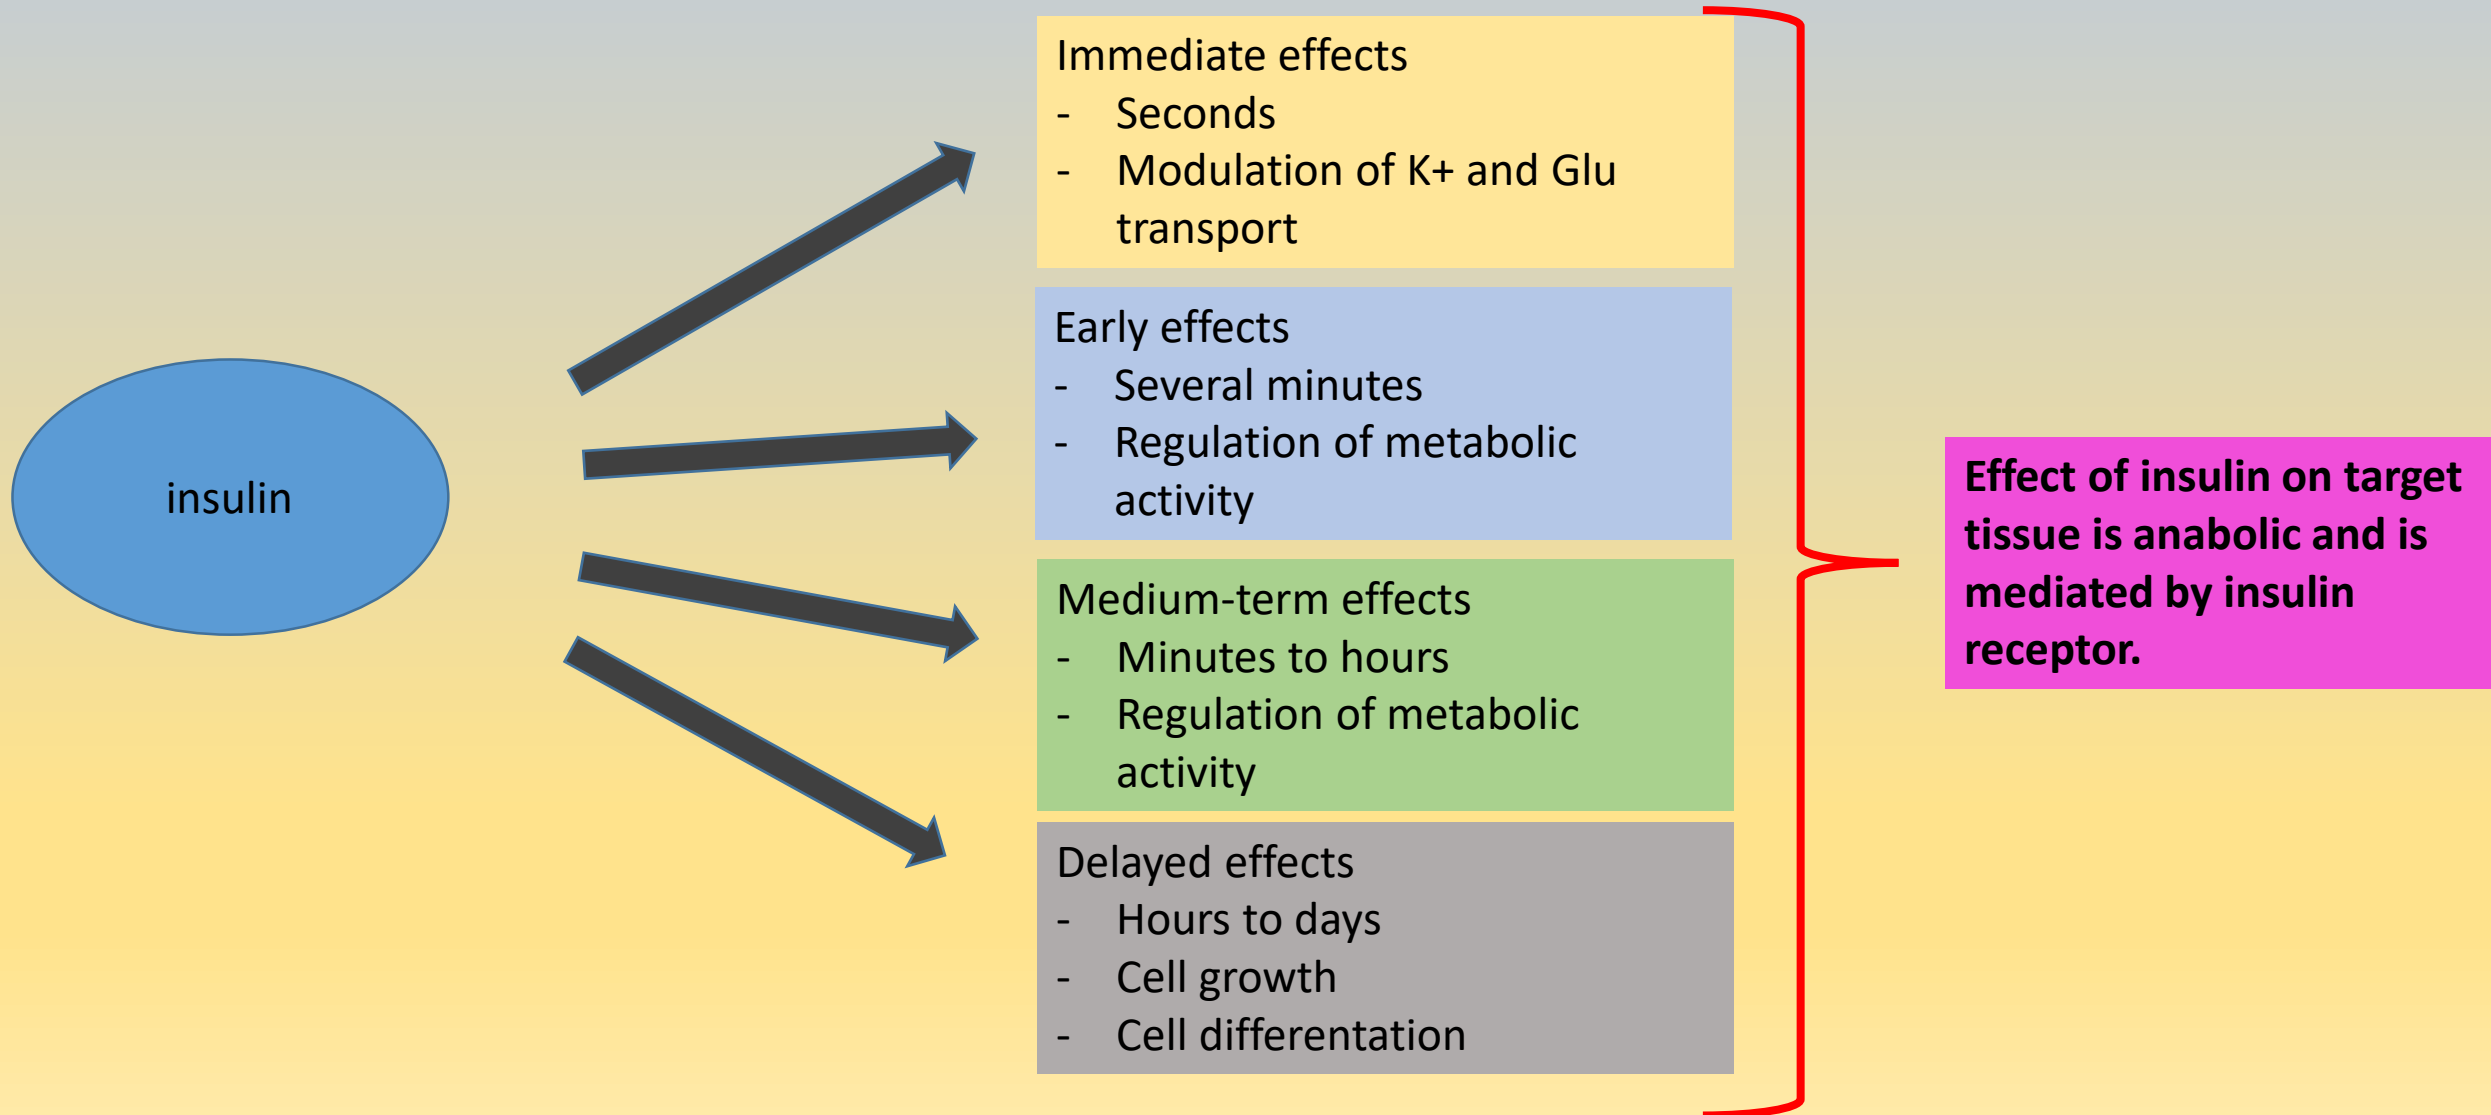 insulin
Immediate effects
- Seconds
- Modulation of K+ and Glu
transport
Early effects
- Several minutes
- Regulation of metabolic
activity
Medium-term effects
- Minutes to hours
- Regulation of metabolic
activity
Delayed effects
- Hours to days
- Cell growth
- Cell differentation
Effect of insulin on target
tissue is anabolic and is
mediated by insulin
receptor.